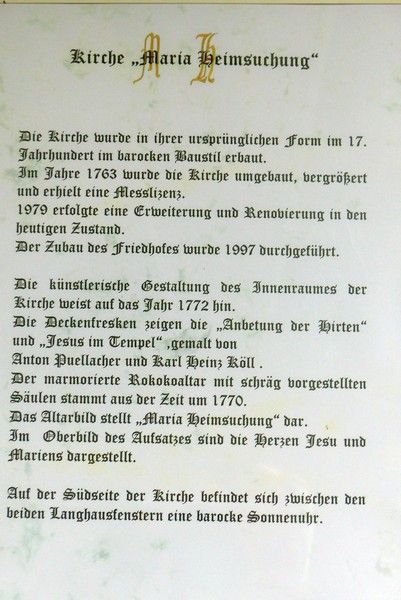 Kirche „Maria Heimsuchung“
Die Kirche wurde in ihrer ursprünglichen Form im 17.
Jahrhundert im barocken Baustil erbaut.
Im Jahre 1763 wurde die Kirche umgebaut, vergrößert
und erhielt eine Messlizenz.
1979 erfolgte eine Erweiterung und Renovierung in den
heutigen Zustand.
Der Zubau des Friedhofes wurde 1997 durchgeführt.
Die künstlerische Gestaltung des Innenraumes der
Kirche weist auf das Jahr 1772 hin.
Die Deckenfresken zeigen die „Anbetung der Hirten“
und „Jesus im Tempel“ ,gemalt von
Anton Puellacher und Karl Heinz Köll .
Der marmorierte Rokokoaltar mit schräg vorgestellten
Säulen stammt aus der Zeit um 1770.
Das Altarbild stellt „Maria Heimsuchung“ dar.
Im Oberbild des Aufsatzes sind die Herzen Jesu und
Mariens dargestellt.
Auf der Südseite der Kirche befindet sich zwischen den
beiden Langhausfenstern eine barocke Sonnenuhr.